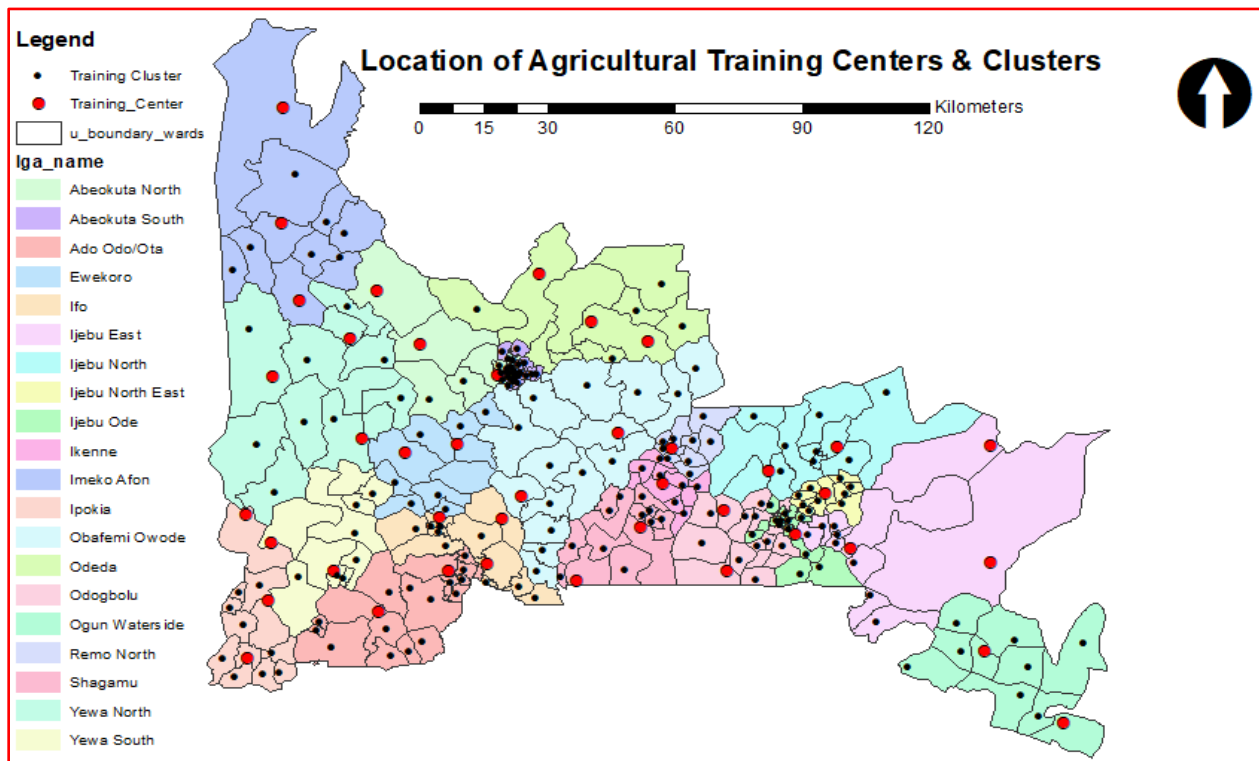 Legend
Training Cluster
Training_Center
u_boundary_wards
lga_name
Abeokuta North
Abeokuta South
Ado Odo/Ota
Ewekoro
Ifo
Ijebu East
Ijebu North
Ijebu North East
Ijebu Ode
Ikenne
Imeko Afon
Ipokia
Obafemi Owode
Odeda
Odogbolu
Ogun Waterside
Remo North
Shagamu
Yewa North
Yewa South
Location of Agricultural Training Centers & Clusters
Kilometers
0 15 30 60 90 120